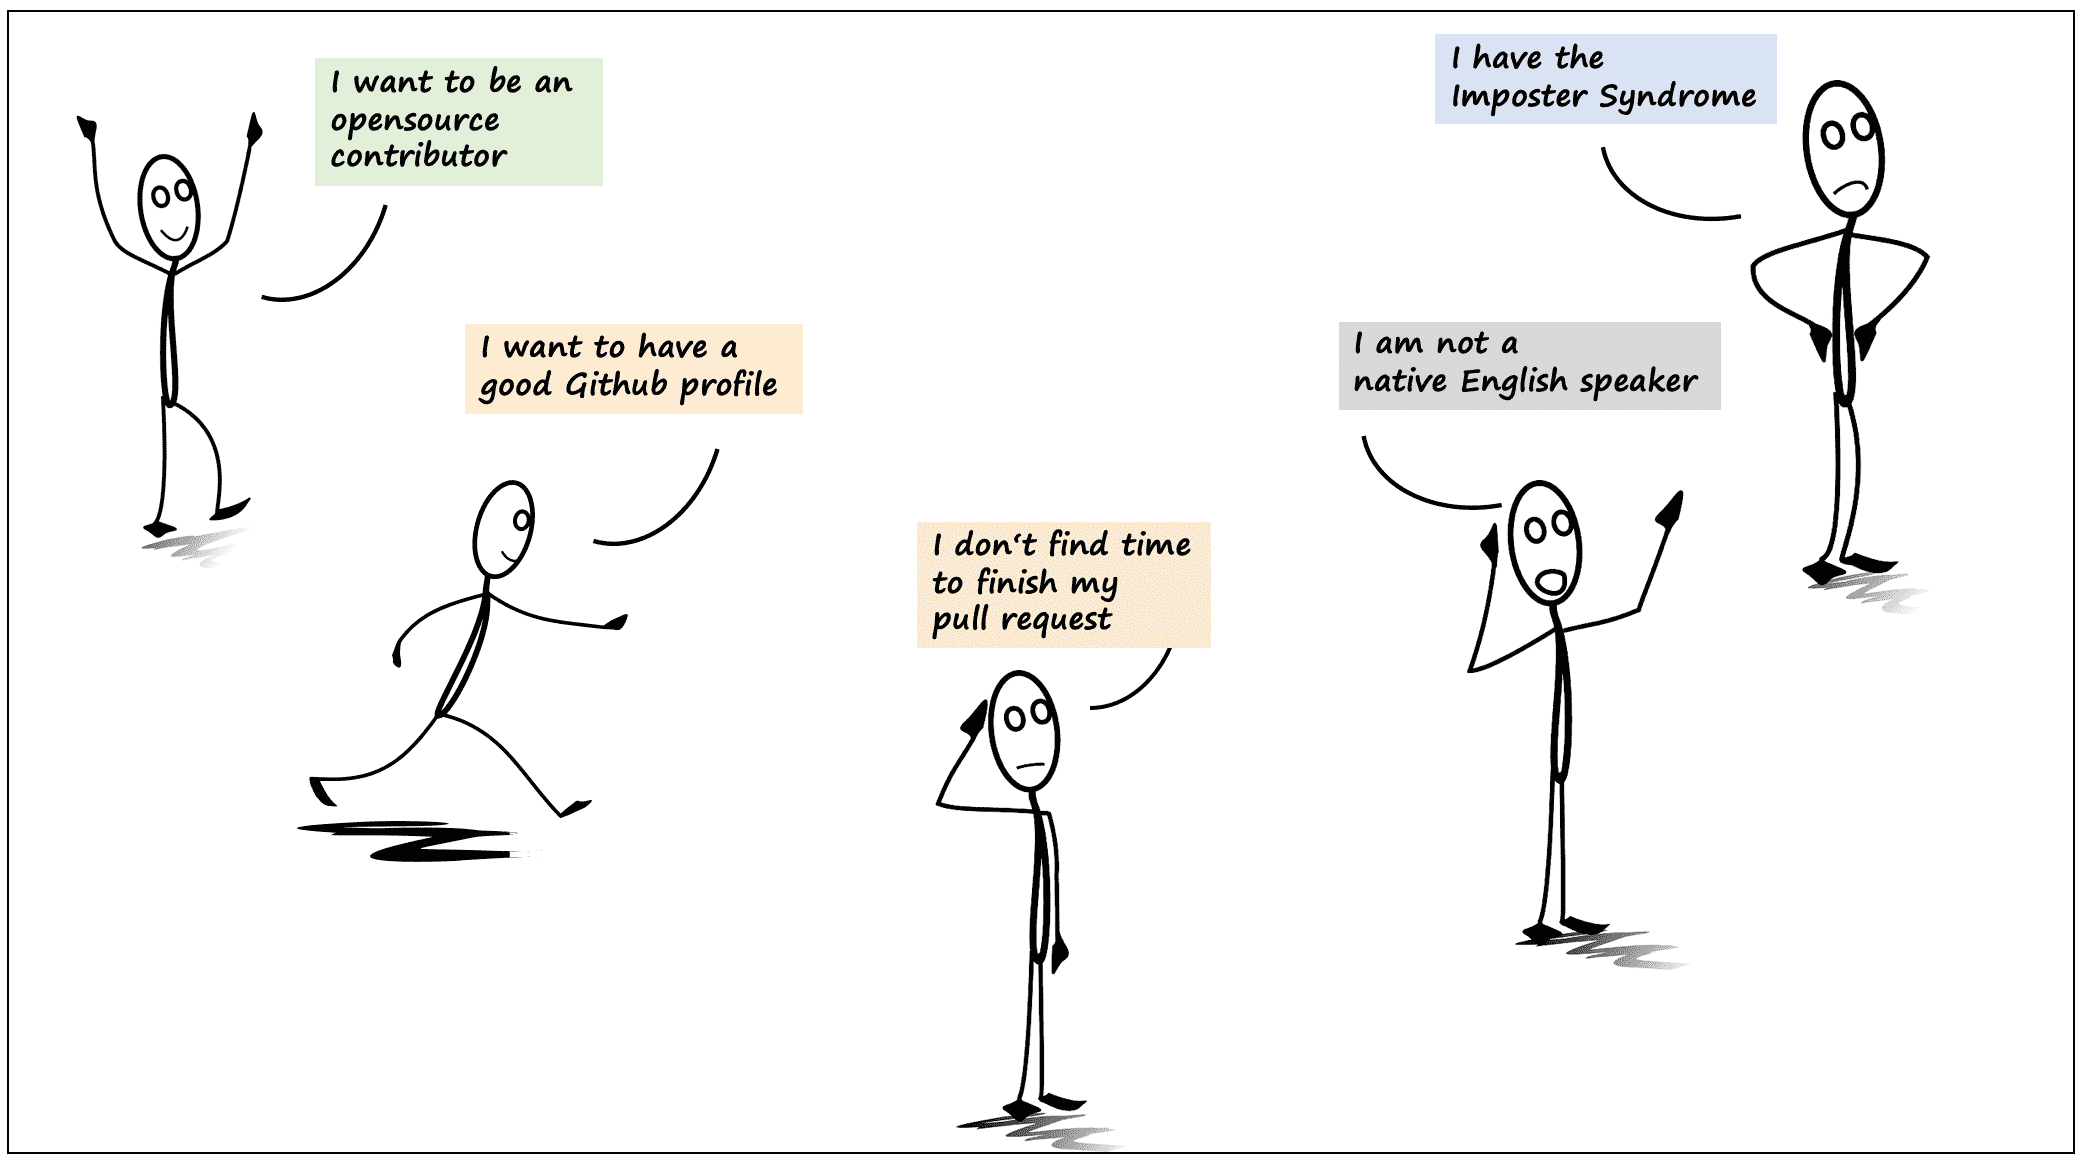 I want to be an
opensource
contributor
I want to have a
good Github profile
I don‘t find time
to finish my
pull request
I am not a
native English speaker
I have the
Imposter Syndrome